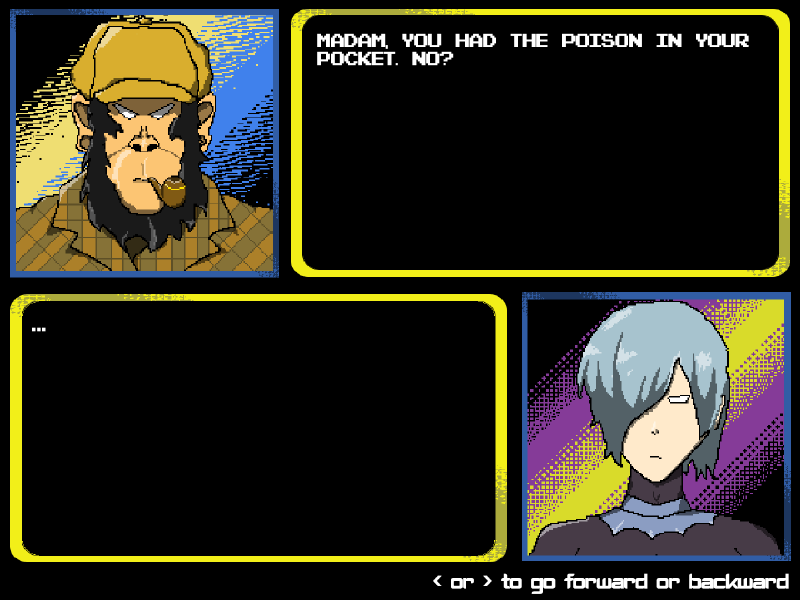 MADAM, YOU HAD THE POISON IN YOUR
POCKET. NO?
...
< or > to go forward or backward